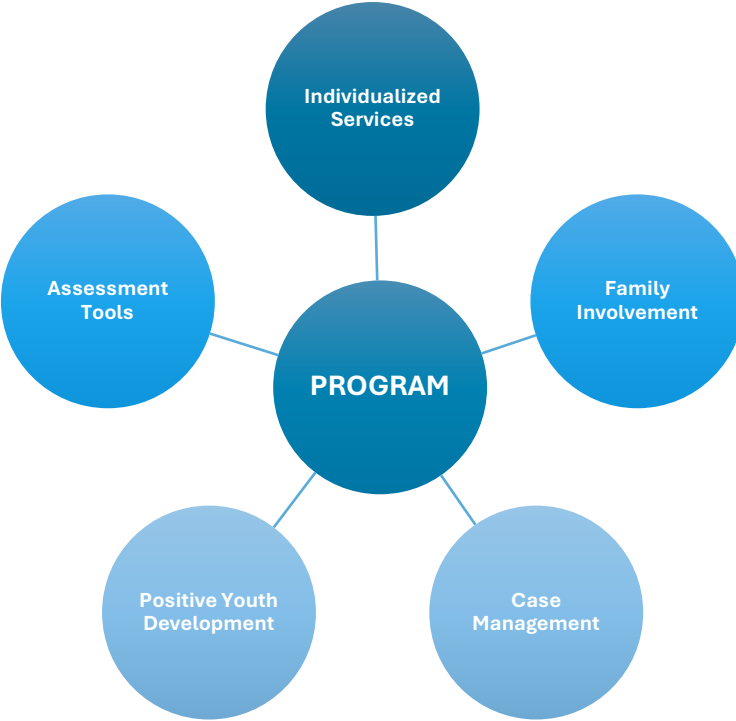 Individualized
Services
Assessment
Tools
Family
Involvement
PROGRAM
Positive Youth
Development
Case
Management